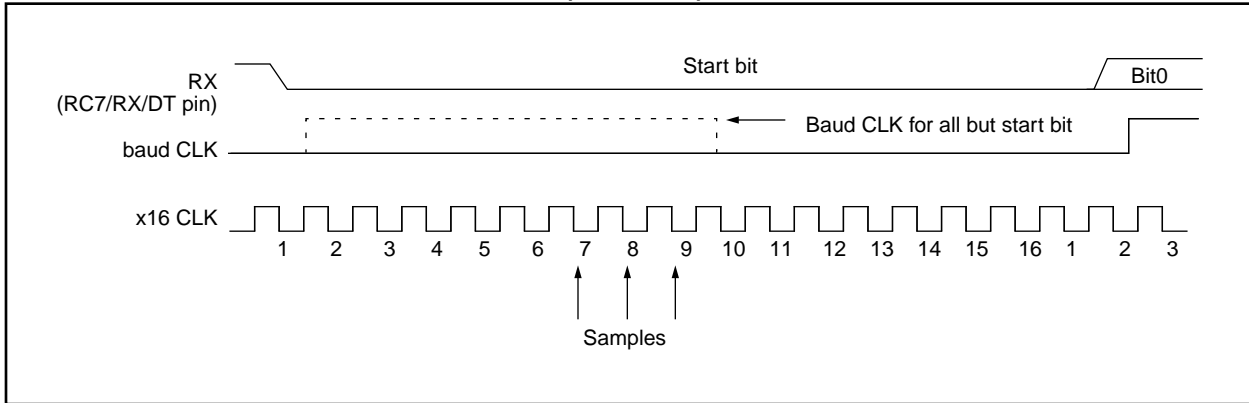 Start bit
RX
(RC7/RX/DT pin)
Bit0
Baud CLK for all but start bit
baud CLK
x16 CLK
1 2 3 4 5 6 7 8 9 10 11 12 13 14 15 16 1 2 3
Samples